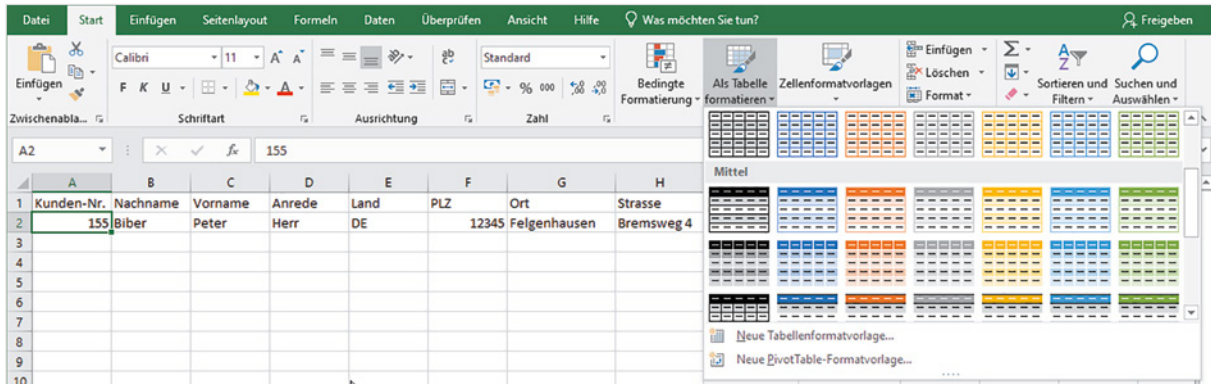 Datei Start Einfügen Seitenlayout Formeln Daten Überprüfen Ansicht Hilfe Was möchten Sie tun? Freigeben
Einfügen
Zwischenabla...
Calibri 11 A A
F K U A
Schriftart
ab
Ausrichtung
Standard
% 000
Zahl
Bedingte
Formatierung
Als Tabelle
formatieren
Zellenformatvorlagen
Einfügen
Löschen
Format
Σ
Sortieren und
Filtern
Suchen und
Auswählen
A2 fx 155
Mittel
A B C D E F G H
1 Kunden-Nr. Nachname Vorname Anrede Land PLZ Ort Strasse
2 155 Biber Peter Herr DE 12345 Felgenhausen Bremsweg 4
3
4
5
6
7
8
9
10
Neue Tabellenformatvorlage...
Neue PivotTable-Formatvorlage...